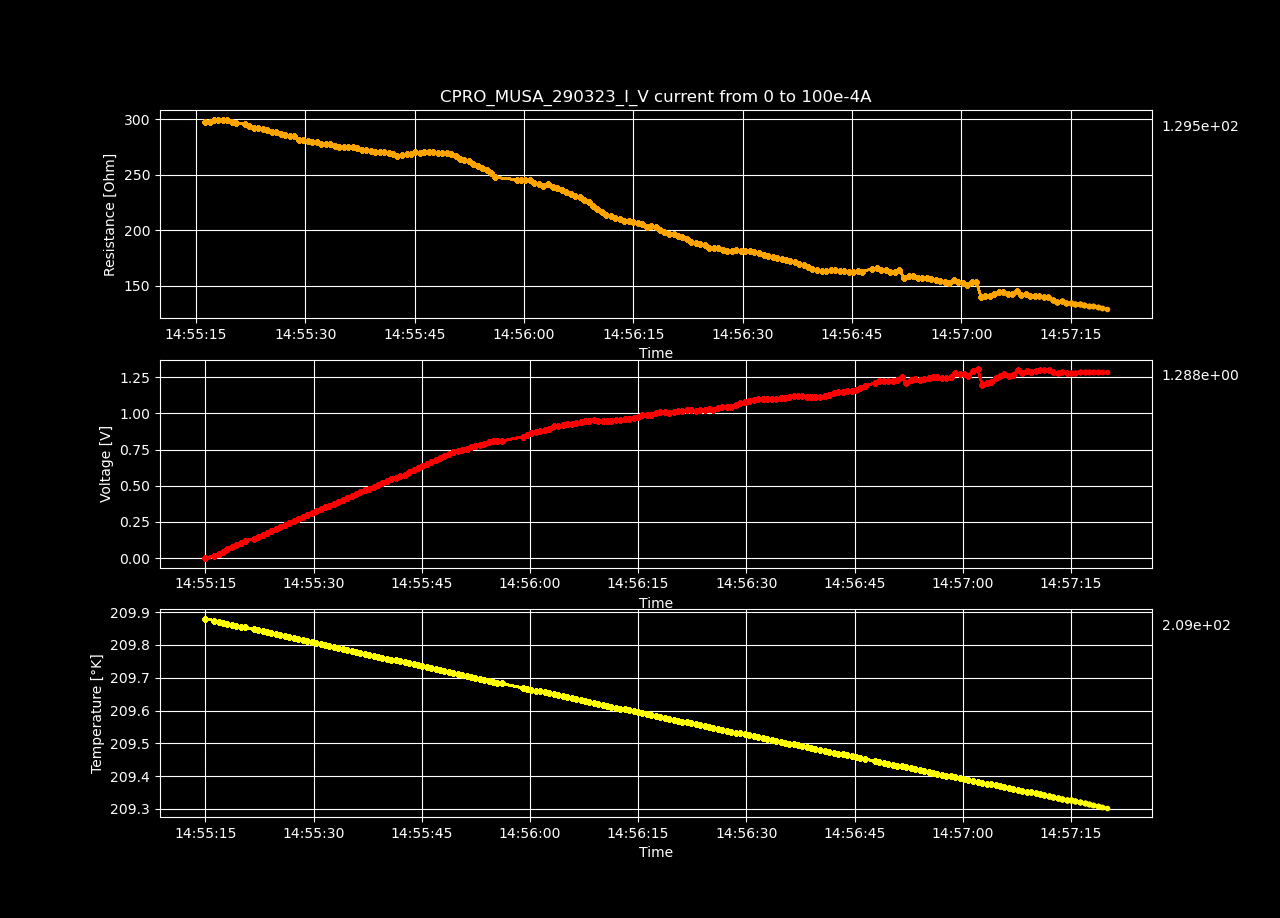 CPRO_MUSA_290323_I_V current from 0 to 100e-4A
1.295e+02
Resistance [Ohm]
300
250
200
150
14:55:15 14:55:30 14:55:45 14:56:00 14:56:15 14:56:30 14:56:45 14:57:00 14:57:15
Time
1.288e+00
Voltage [V]
1.25
1.00
0.75
0.50
0.25
0.00
14:55:15 14:55:30 14:55:45 14:56:00 14:56:15 14:56:30 14:56:45 14:57:00 14:57:15
Time
2.09e+02
Temperature [°K]
209.9
209.8
209.7
209.6
209.5
209.4
209.3
14:55:15 14:55:30 14:55:45 14:56:00 14:56:15 14:56:30 14:56:45 14:57:00 14:57:15
Time